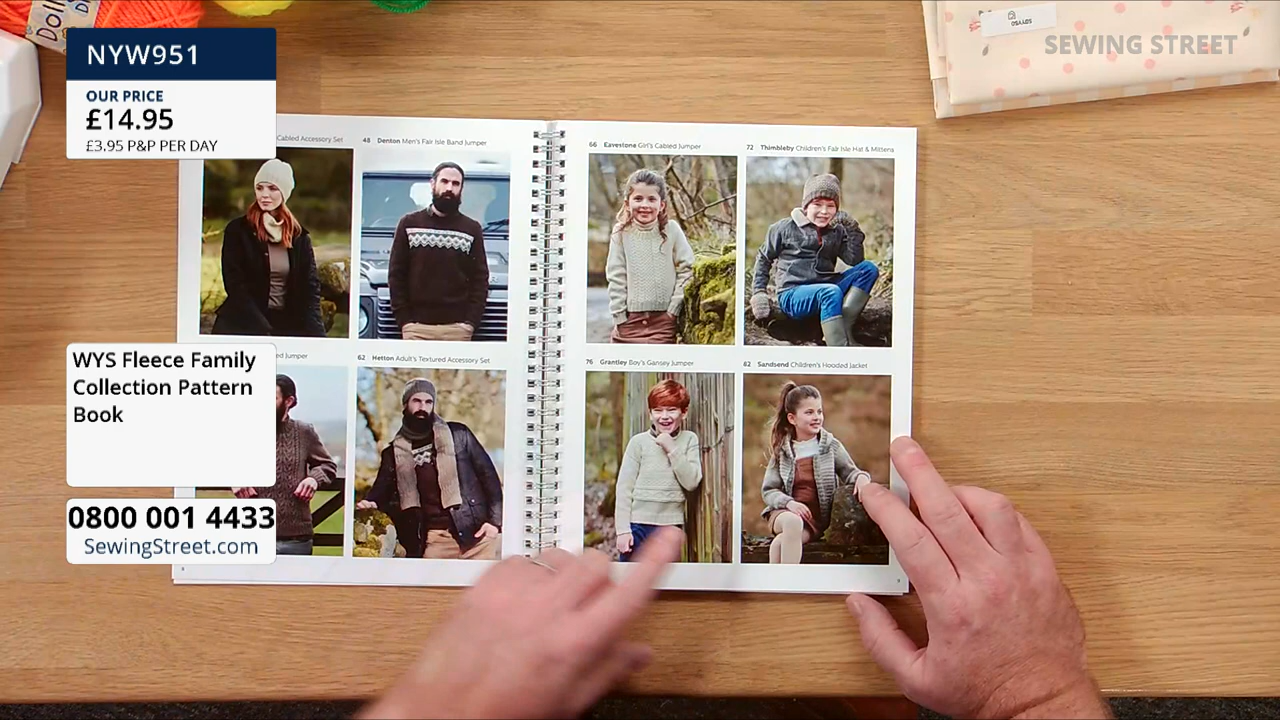 Doll
NYW951
SEWING STREET
OUR PRICE
£14.95
£3.95 P&P PER DAY
Cabled Accessory Set
48 Denton Men's Fair Isle Band Jumper
66 Eavestone Girl's Cabled Jumper
72 Thimbleby Children's Fair Isle Hat & Mittens
WYS Fleece Family
Collection Pattern
Book
ed Jumper
62 Hetton Adult's Textured Accessory Set
76 Grantley Boy's Gansey Jumper
82 Sandsend Children's Hooded Jacket
0800 001 4433
SewingStreet.com